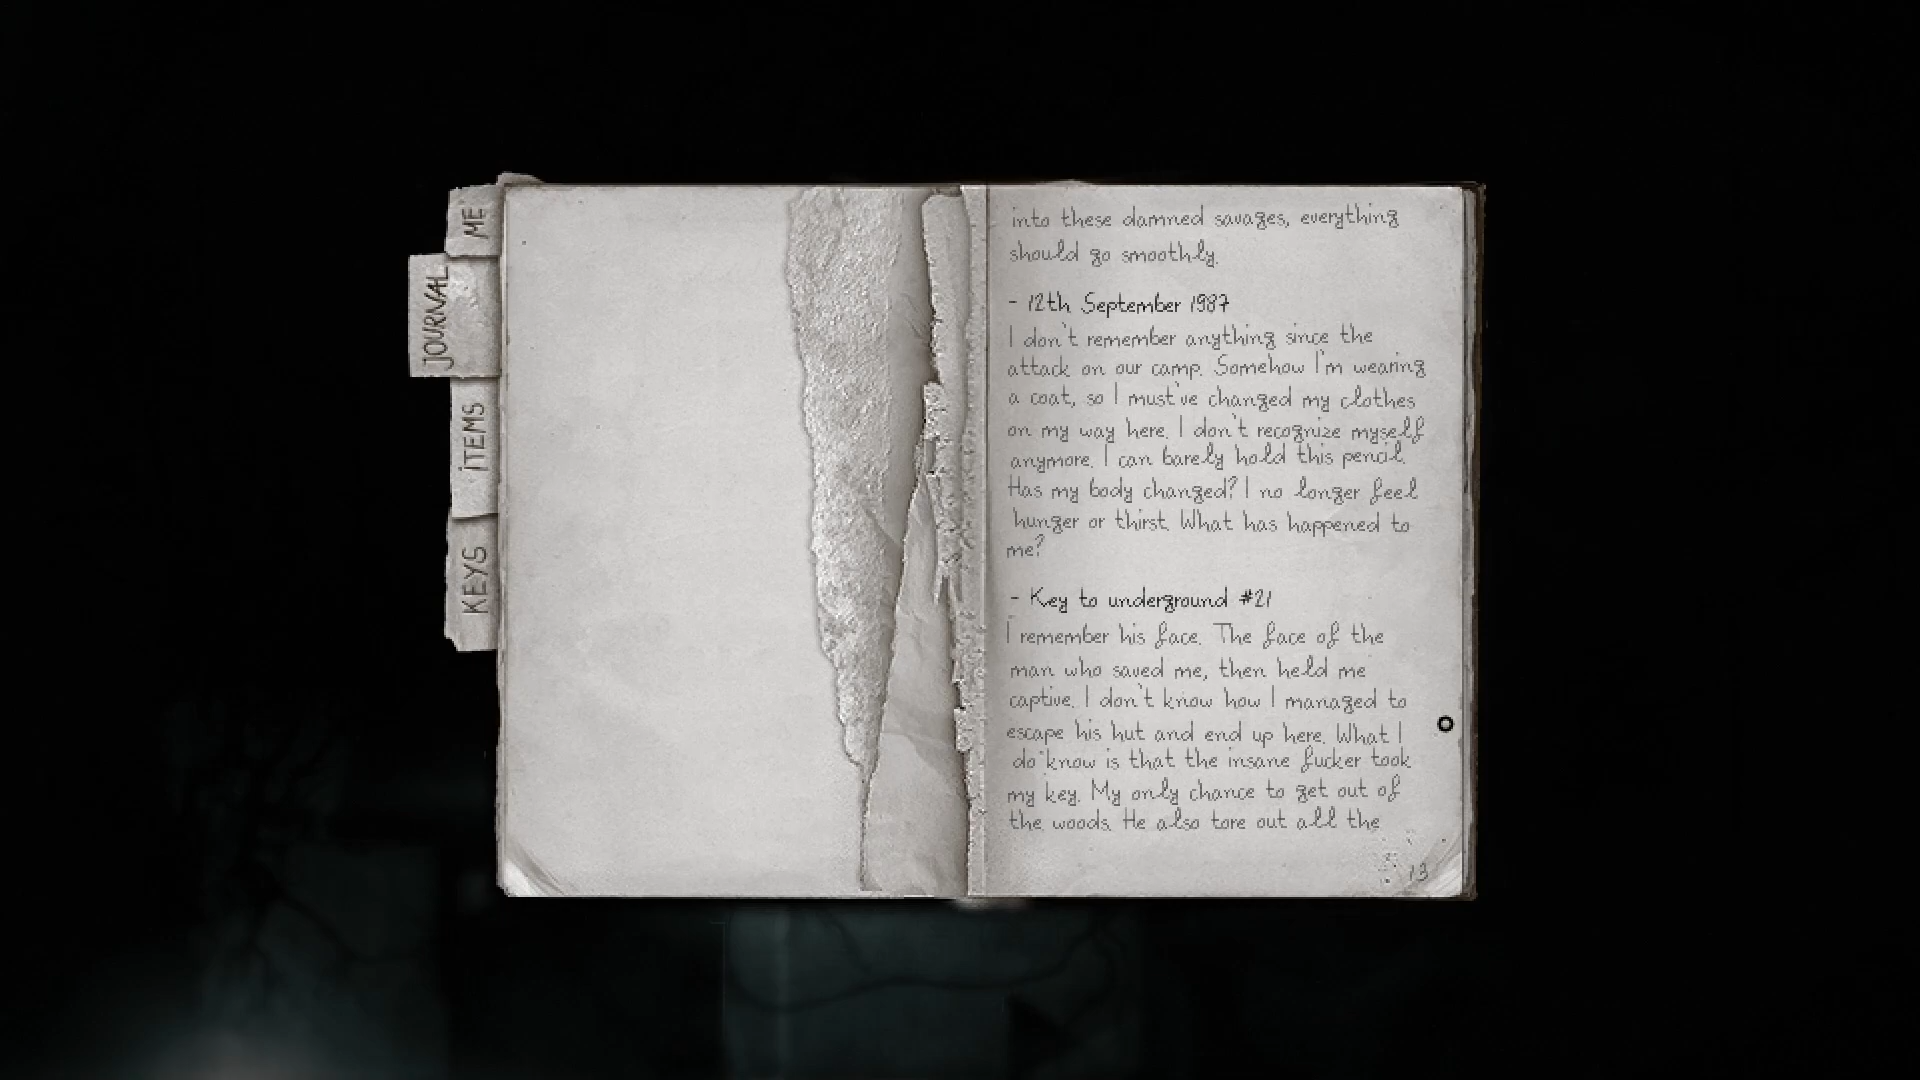 ME
JOURNAL
ITEMS
KEYS
into these damned savages, everything
should go smoothly.
- 12th September 1987
I don't remember anything since the
attack on our camp. Somehow I'm wearing
a coat, so I must've changed my clothes
on my way here. I don't recognize myself
anymore. I can barely hold this pencil.
Has my body changed? I no longer feel
hunger or thirst. What has happened to
me?
- Key to underground #21
I remember his face. The face of the
man who saved me, then held me
captive. I don't know how I managed to
escape his hut and end up here. What I
do know is that the insane fucker took
my key. My only chance to get out of
the woods. He also tore out all the
13